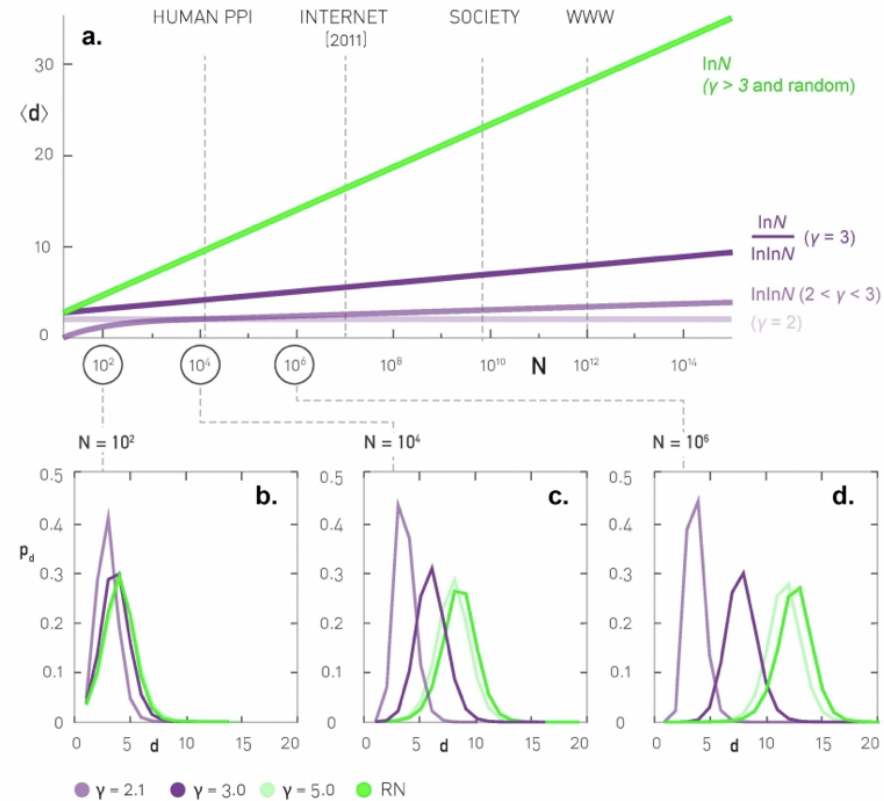 HUMAN PPI
INTERNET
(2011)
SOCIETY
WWW
a.
30
⟨d⟩
20
10
0
lnN
(γ > 3 and random)
lnN
lnlnN
(γ = 3)
lnlnN (2 < γ < 3)
(γ = 2)
10²
10⁴
10⁶
10⁸
10¹⁰
N
10¹²
10¹⁴
N = 10²
N = 10⁴
N = 10⁶
0.5
0.4
p_d
0.3
0.2
0.1
0
b.
0
5
d
10
15
20
0.5
0.4
0.3
0.2
0.1
0
c.
0
5
d
10
15
20
0.5
0.4
0.3
0.2
0.1
0
d.
0
5
d
10
15
20
γ = 2.1
γ = 3.0
γ = 5.0
RN